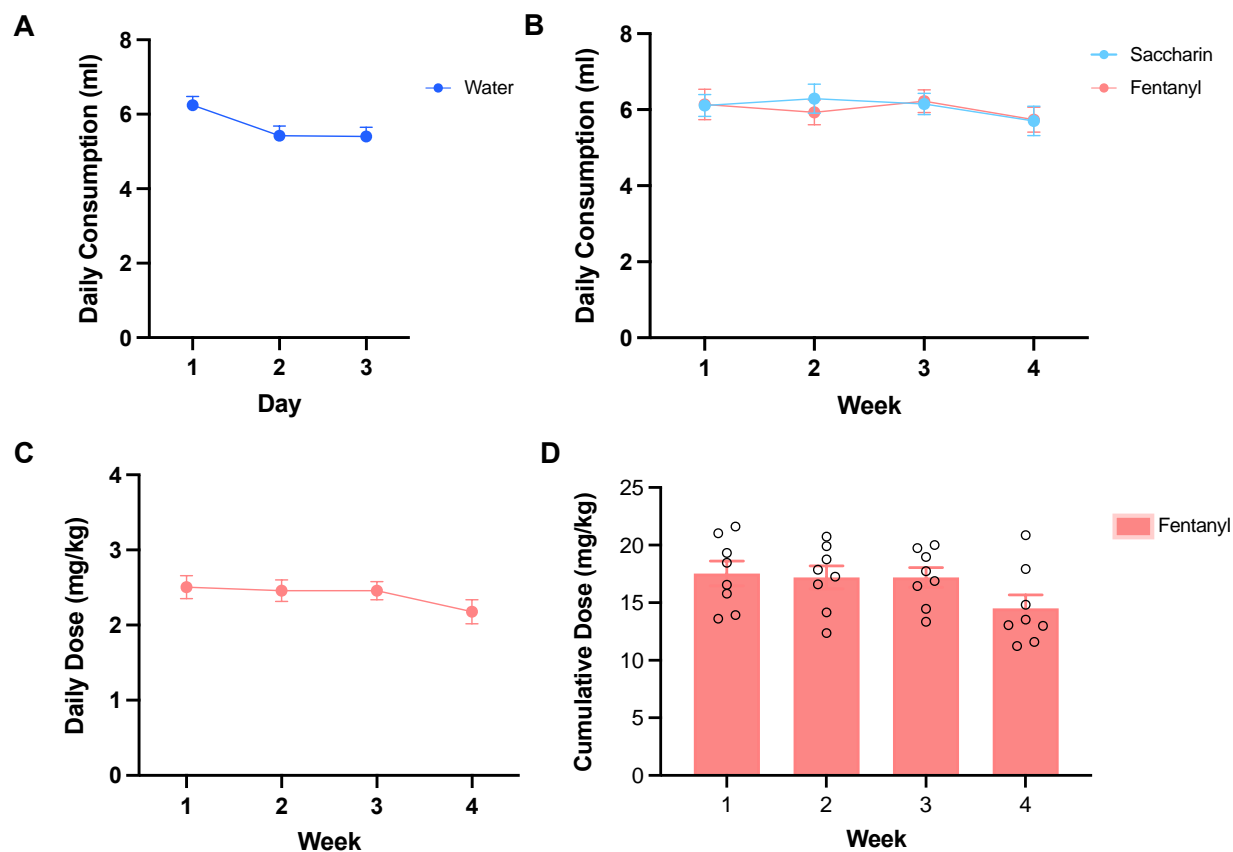 A
Daily Consumption (ml)
8
6
4
2
0
1 2 3
Day
Water
B
Daily Consumption (ml)
8
6
4
2
0
1 2 3 4
Week
Saccharin
Fentanyl
C
Daily Dose (mg/kg)
4
3
2
1
0
1 2 3 4
Week
D
Cumulative Dose (mg/kg)
25
20
15
10
5
0
1 2 3 4
Week
Fentanyl